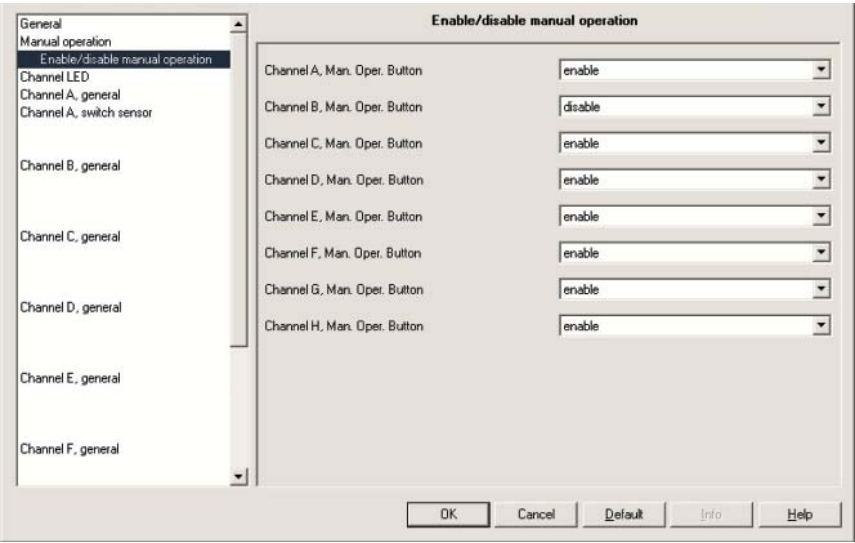 General
Manual operation
Enable/disable manual operation
Channel LED
Channel A, general
Channel A, switch sensor
Channel B, general
Channel C, general
Channel D, general
Channel E, general
Channel F, general
Enable/disable manual operation
Channel A, Man. Oper. Button enable
Channel B, Man. Oper. Button disable
Channel C, Man. Oper. Button enable
Channel D, Man. Oper. Button enable
Channel E, Man. Oper. Button enable
Channel F, Man. Oper. Button enable
Channel G, Man. Oper. Button enable
Channel H, Man. Oper. Button enable
OK Cancel Default Info Help